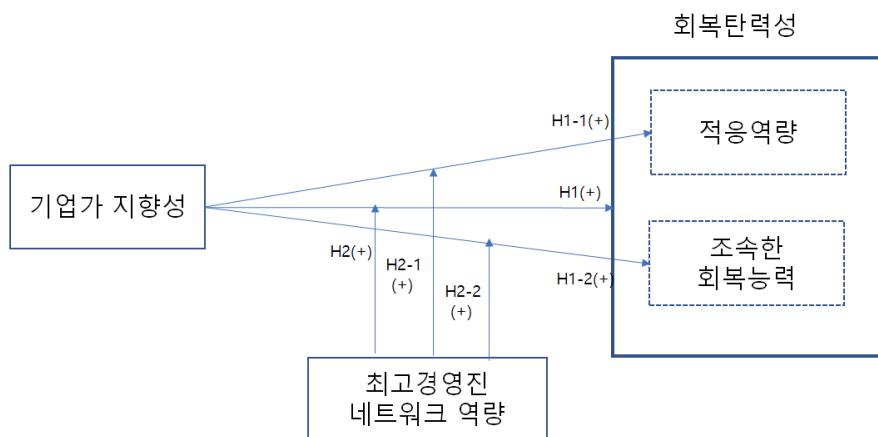 회복탄력성
H1-1(+)
적응역량
기업가 지향성
H1(+)
H2(+)
H2-1
(+)
H2-2
(+)
H1-2(+)
조속한
회복능력
최고경영진
네트워크 역량